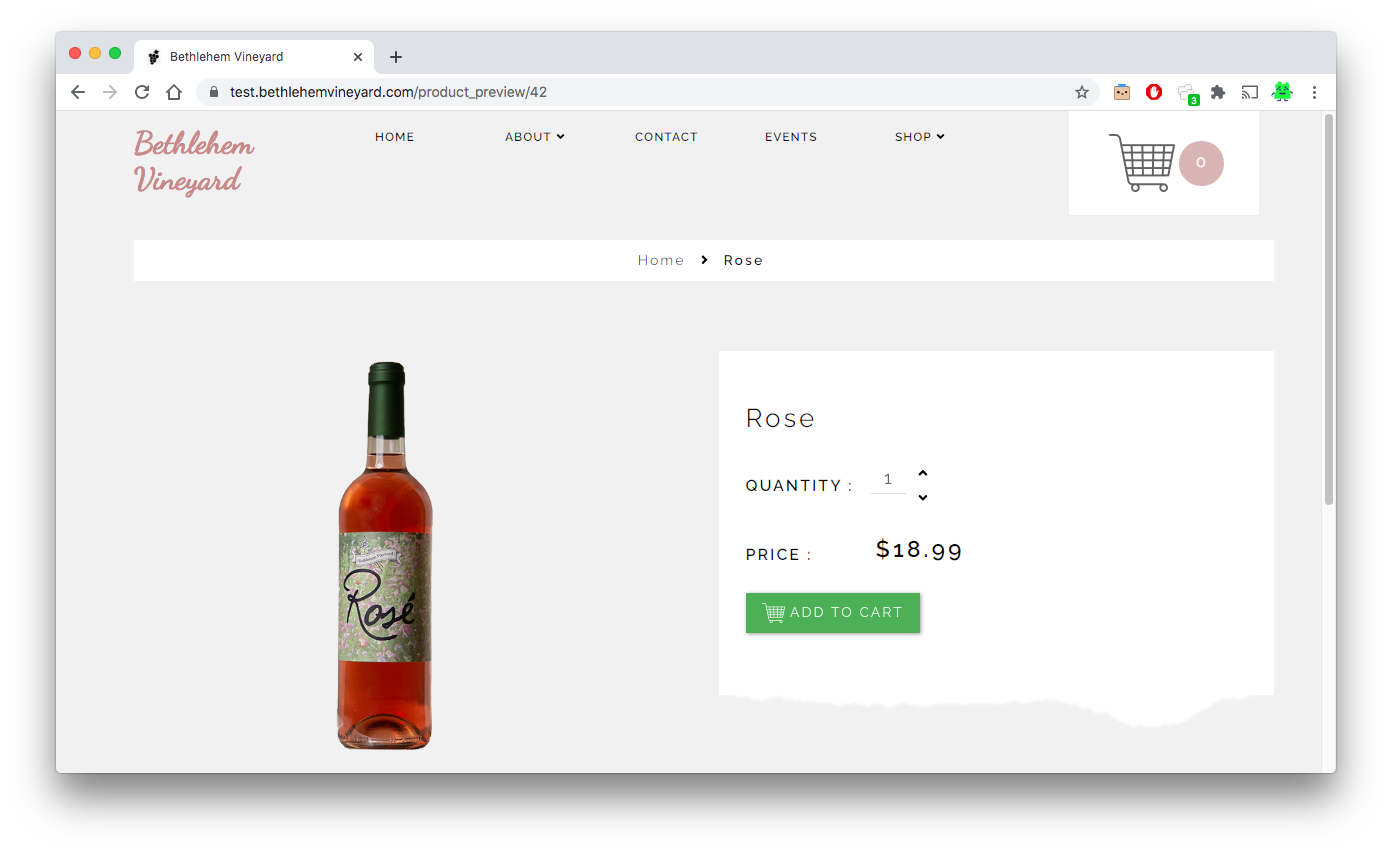 Bethlehem Vineyard
test.bethlehemvineyard.com/product_preview/42
3
Bethlehem
Vineyard
HOME
ABOUT
CONTACT
EVENTS
SHOP
0
Home
Rose
Rose
QUANTITY :
1
PRICE :
$18.99
ADD TO CART
Bethlehem Vineyard
Rosé